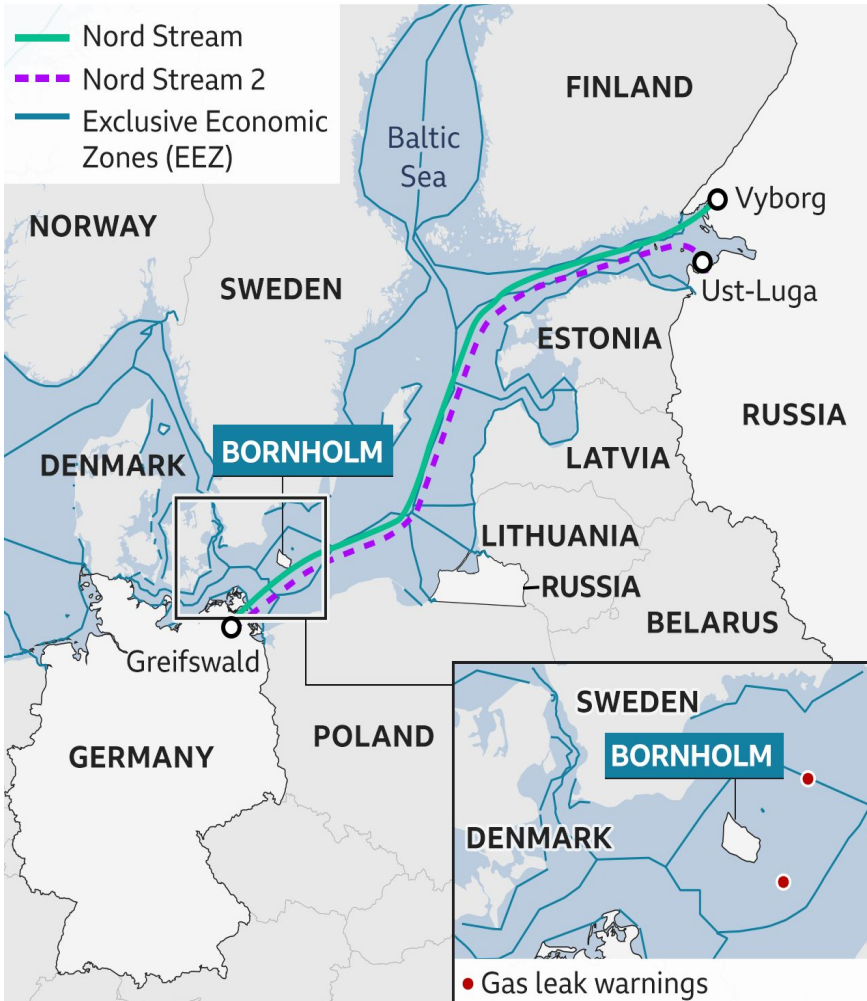 Nord Stream
Nord Stream 2
Exclusive Economic
Zones (EEZ)
FINLAND
Baltic
Sea
Vyborg
NORWAY
SWEDEN
Ust-Luga
ESTONIA
RUSSIA
BORNHOLM
DENMARK
LATVIA
LITHUANIA
RUSSIA
BELARUS
Greifswald
POLAND
GERMANY
SWEDEN
BORNHOLM
DENMARK
Gas leak warnings